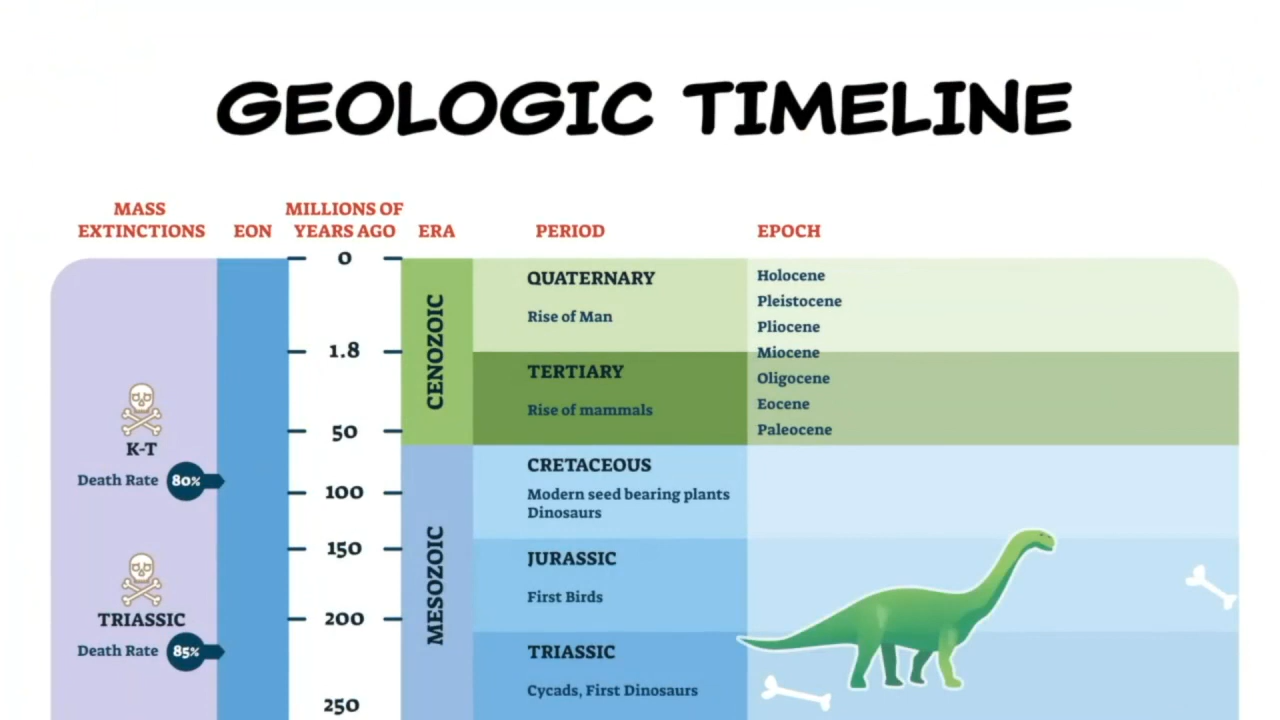 GEOLOGIC TIMELINE
MASS
EXTINCTIONS
EON
MILLIONS OF
YEARS AGO
ERA
PERIOD
EPOCH
0
1.8
50
100
150
200
250
K-T
Death Rate 80%
TRIASSIC
Death Rate 85%
CENOZOIC
MESOZOIC
QUATERNARY
Rise of Man
TERTIARY
Rise of mammals
CRETACEOUS
Modern seed bearing plants
Dinosaurs
JURASSIC
First Birds
TRIASSIC
Cycads, First Dinosaurs
Holocene
Pleistocene
Pliocene
Miocene
Oligocene
Eocene
Paleocene